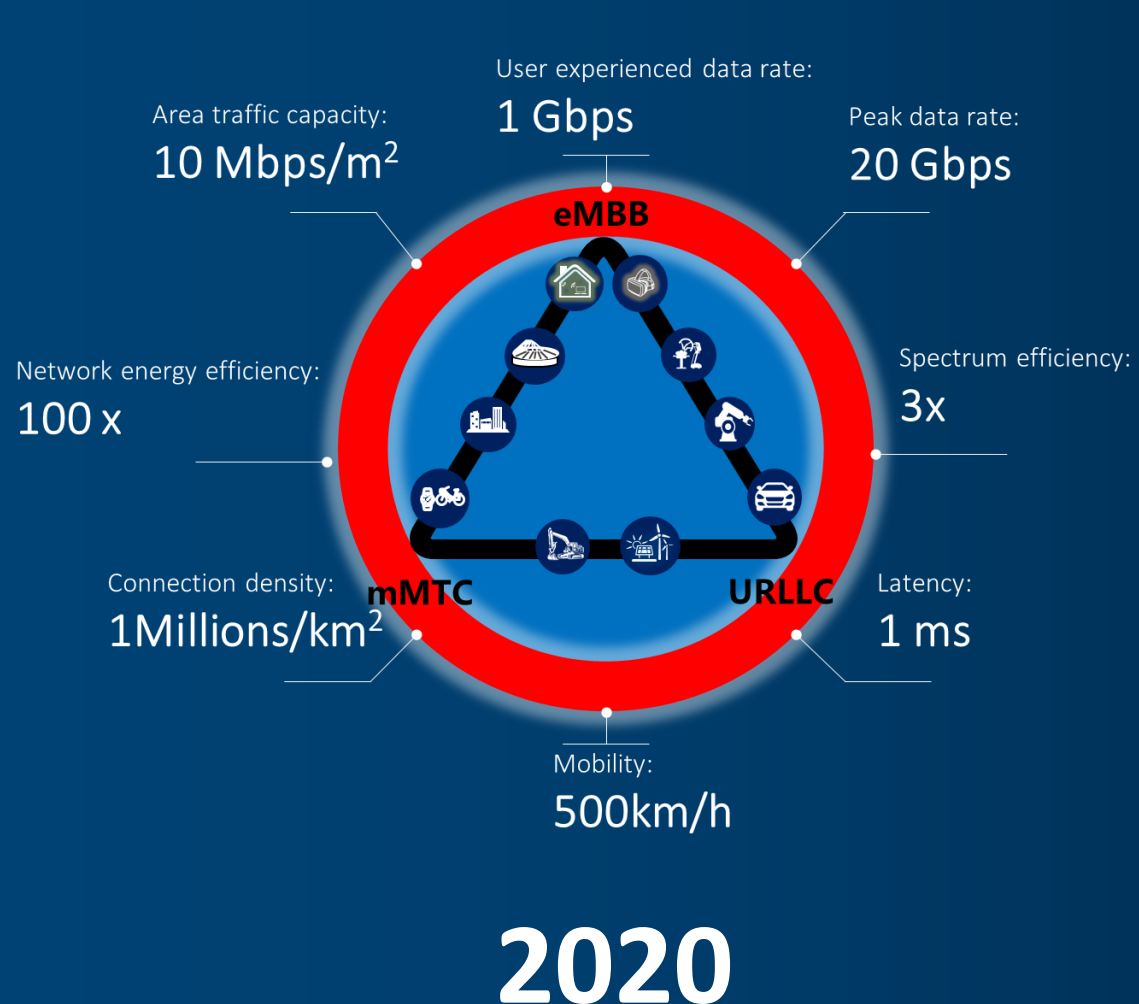 User experienced data rate:
1 Gbps
Area traffic capacity:
10 Mbps/m²
Peak data rate:
20 Gbps
eMBB
Network energy efficiency:
100 x
Spectrum efficiency:
3x
Connection density:
1Millions/km²
mMTC
URLLC
Latency:
1 ms
Mobility:
500km/h
2020